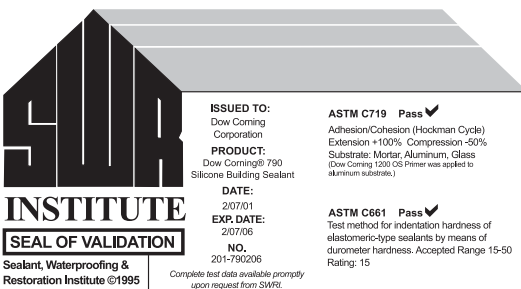 SWR
INSTITUTE
SEAL OF VALIDATION
Sealant, Waterproofing &
Restoration Institute ©1995
ISSUED TO:
Dow Corning
Corporation
PRODUCT:
Dow Corning® 790
Silicone Building Sealant
DATE:
2/07/01
EXP. DATE:
2/07/06
NO.
201-790206
Complete test data available promptly
upon request from SWRI.
ASTM C719 Pass ✔
Adhesion/Cohesion (Hockman Cycle)
Extension +100% Compression -50%
Substrate: Mortar, Aluminum, Glass
(Dow Corning 1200 OS Primer was applied to
aluminum substrate.)
ASTM C661 Pass ✔
Test method for indentation hardness of
elastomeric-type sealants by means of
durometer hardness. Accepted Range 15-50
Rating: 15